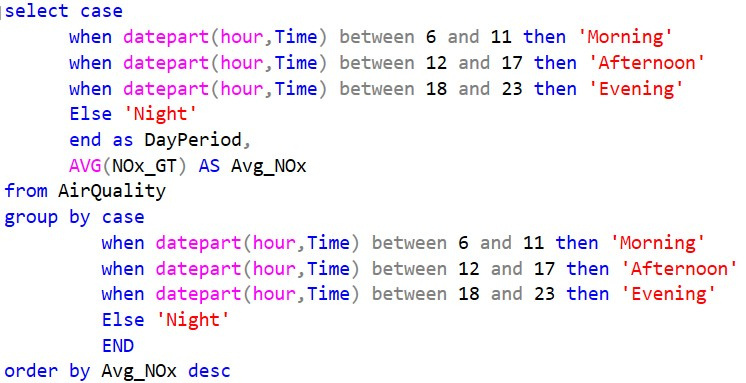 select case
when datepart(hour,Time) between 6 and 11 then 'Morning'
when datepart(hour,Time) between 12 and 17 then 'Afternoon'
when datepart(hour,Time) between 18 and 23 then 'Evening'
Else 'Night'
end as DayPeriod,
AVG(NOx_GT) AS Avg_NOx
from AirQuality
group by case
when datepart(hour,Time) between 6 and 11 then 'Morning'
when datepart(hour,Time) between 12 and 17 then 'Afternoon'
when datepart(hour,Time) between 18 and 23 then 'Evening'
Else 'Night'
END
order by Avg_NOx desc